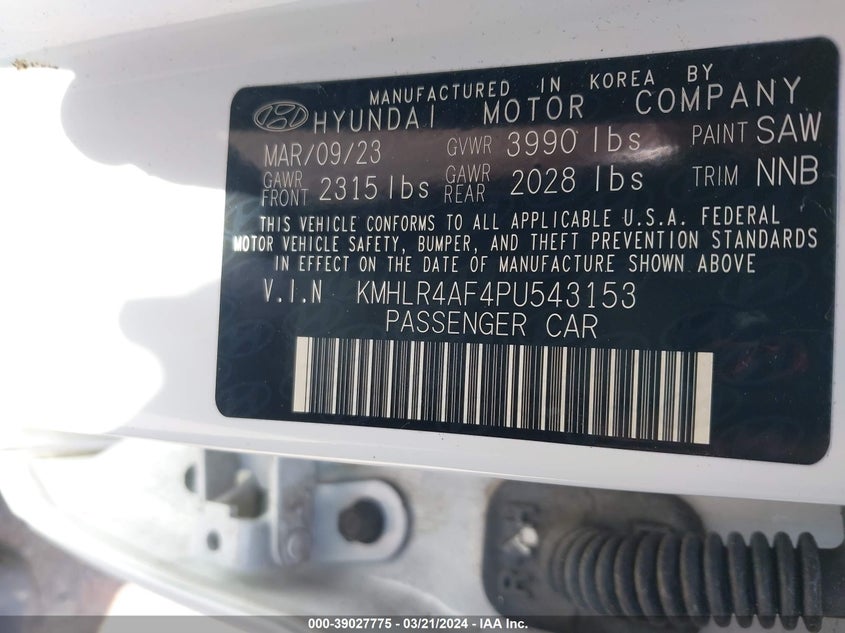 MANUFACTURED IN KOREA BY
HYUNDAI MOTOR COMPANY
MAR/09/23 GVWR 3990 lbs PAINT SAW
GAWR FRONT 2315 lbs GAWR REAR 2028 lbs TRIM NNB
THIS VEHICLE CONFORMS TO ALL APPLICABLE U.S.A. FEDERAL
MOTOR VEHICLE SAFETY, BUMPER, AND THEFT PREVENTION STANDARDS
IN EFFECT ON THE DATE OF MANUFACTURE SHOWN ABOVE
V.I.N KMHLR4AF4PU543153
PASSENGER CAR
000-39027775 - 03/21/2024 - IAA Inc.